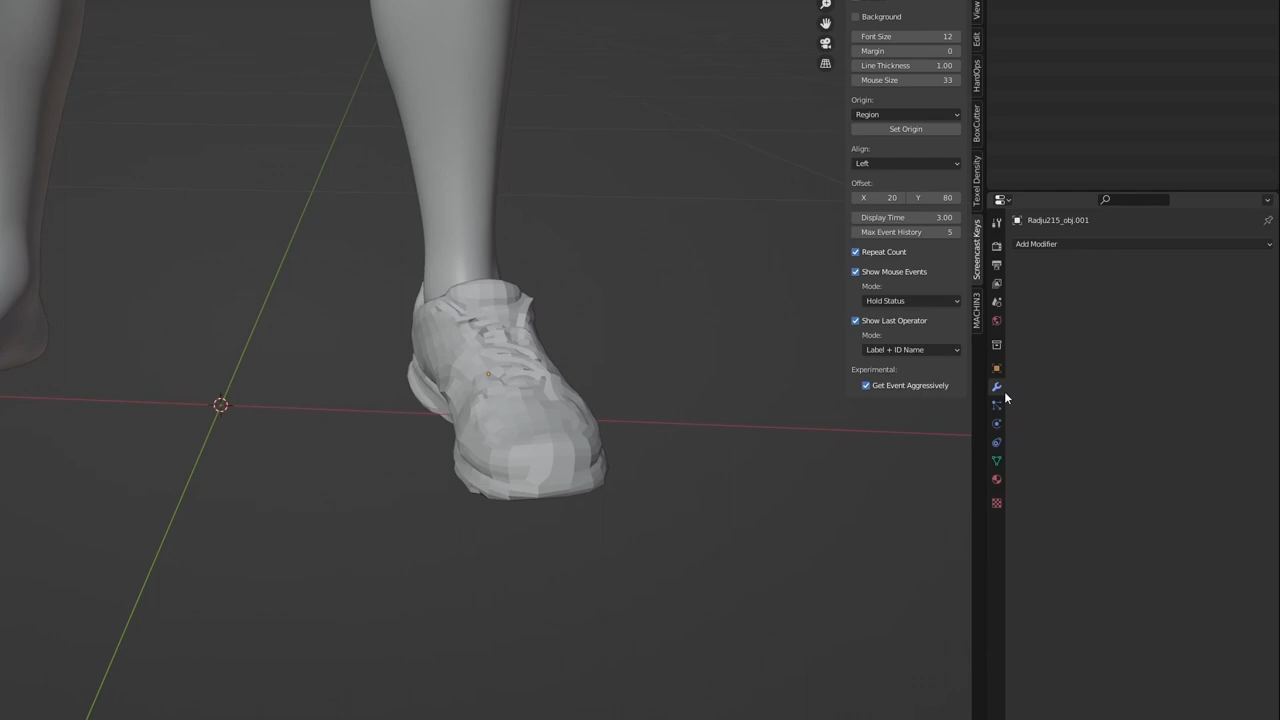 Background
Font Size 12
Margin 0
Line Thickness 1.00
Mouse Size 33
Origin:
Region
Set Origin
Align:
Left
Offset:
X 20 Y 80
Display Time 3.00
Max Event History 5
Repeat Count
Show Mouse Events
Mode:
Hold Status
Show Last Operator
Mode:
Label + ID Name
Experimental:
Get Event Aggressively
View
Edit
HardOps
BoxCutter
Texel Density
Screencast Keys
MACHIN3
Radju215_obj.001
Add Modifier